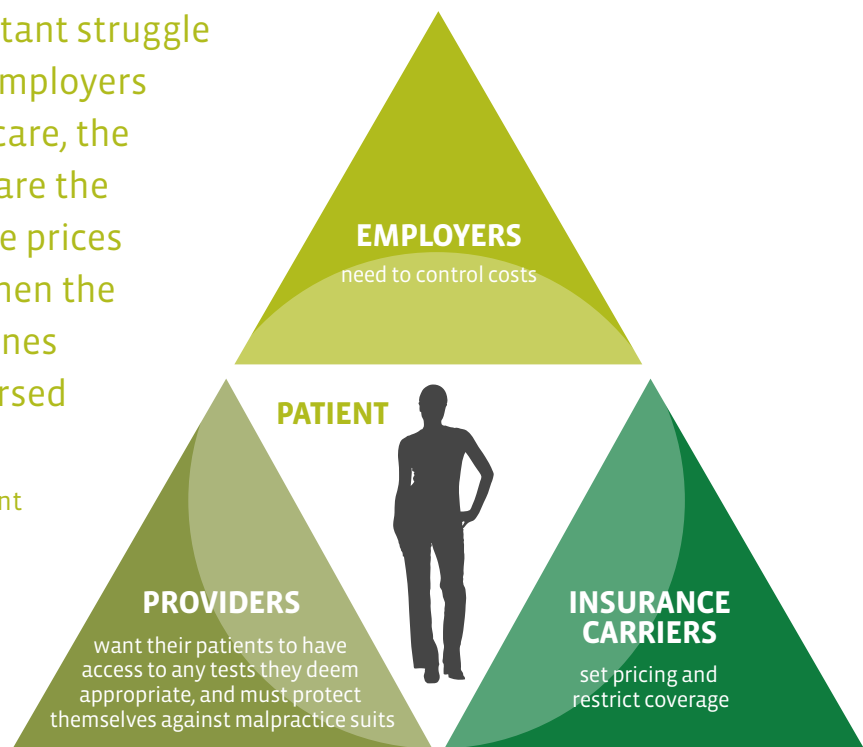 tant struggle
mployers
care, the
are the
e prices
hen the
nes
rsed
nt
EMPLOYERS
need to control costs
PATIENT
PROVIDERS
want their patients to have
access to any tests they deem
appropriate, and must protect
themselves against malpractice suits
INSURANCE
CARRIERS
set pricing and
restrict coverage